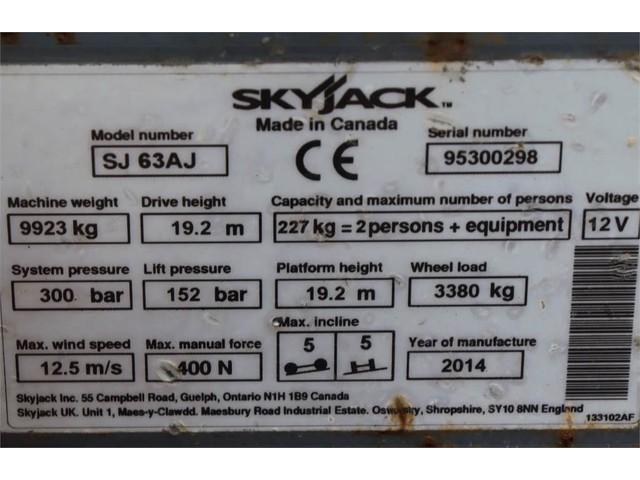 SKYJACK™
Made in Canada
Model number
SJ 63AJ
CE
Serial number
95300298
Machine weight
9923 kg
Drive height
19.2 m
Capacity and maximum number of persons
227 kg = 2 persons + equipment
Voltage
12 V
System pressure
300 bar
Lift pressure
152 bar
Platform height
19.2 m
Wheel load
3380 kg
Max. wind speed
12.5 m/s
Max. manual force
400 N
Max. incline
5 5
Year of manufacture
2014
Skyjack Inc. 55 Campbell Road, Guelph, Ontario N1H 1B9 Canada
Skyjack UK. Unit 1, Maes-y-Clawdd. Maesbury Road Industrial Estate. Oswestry, Shropshire, SY10 8NN England
133102AF